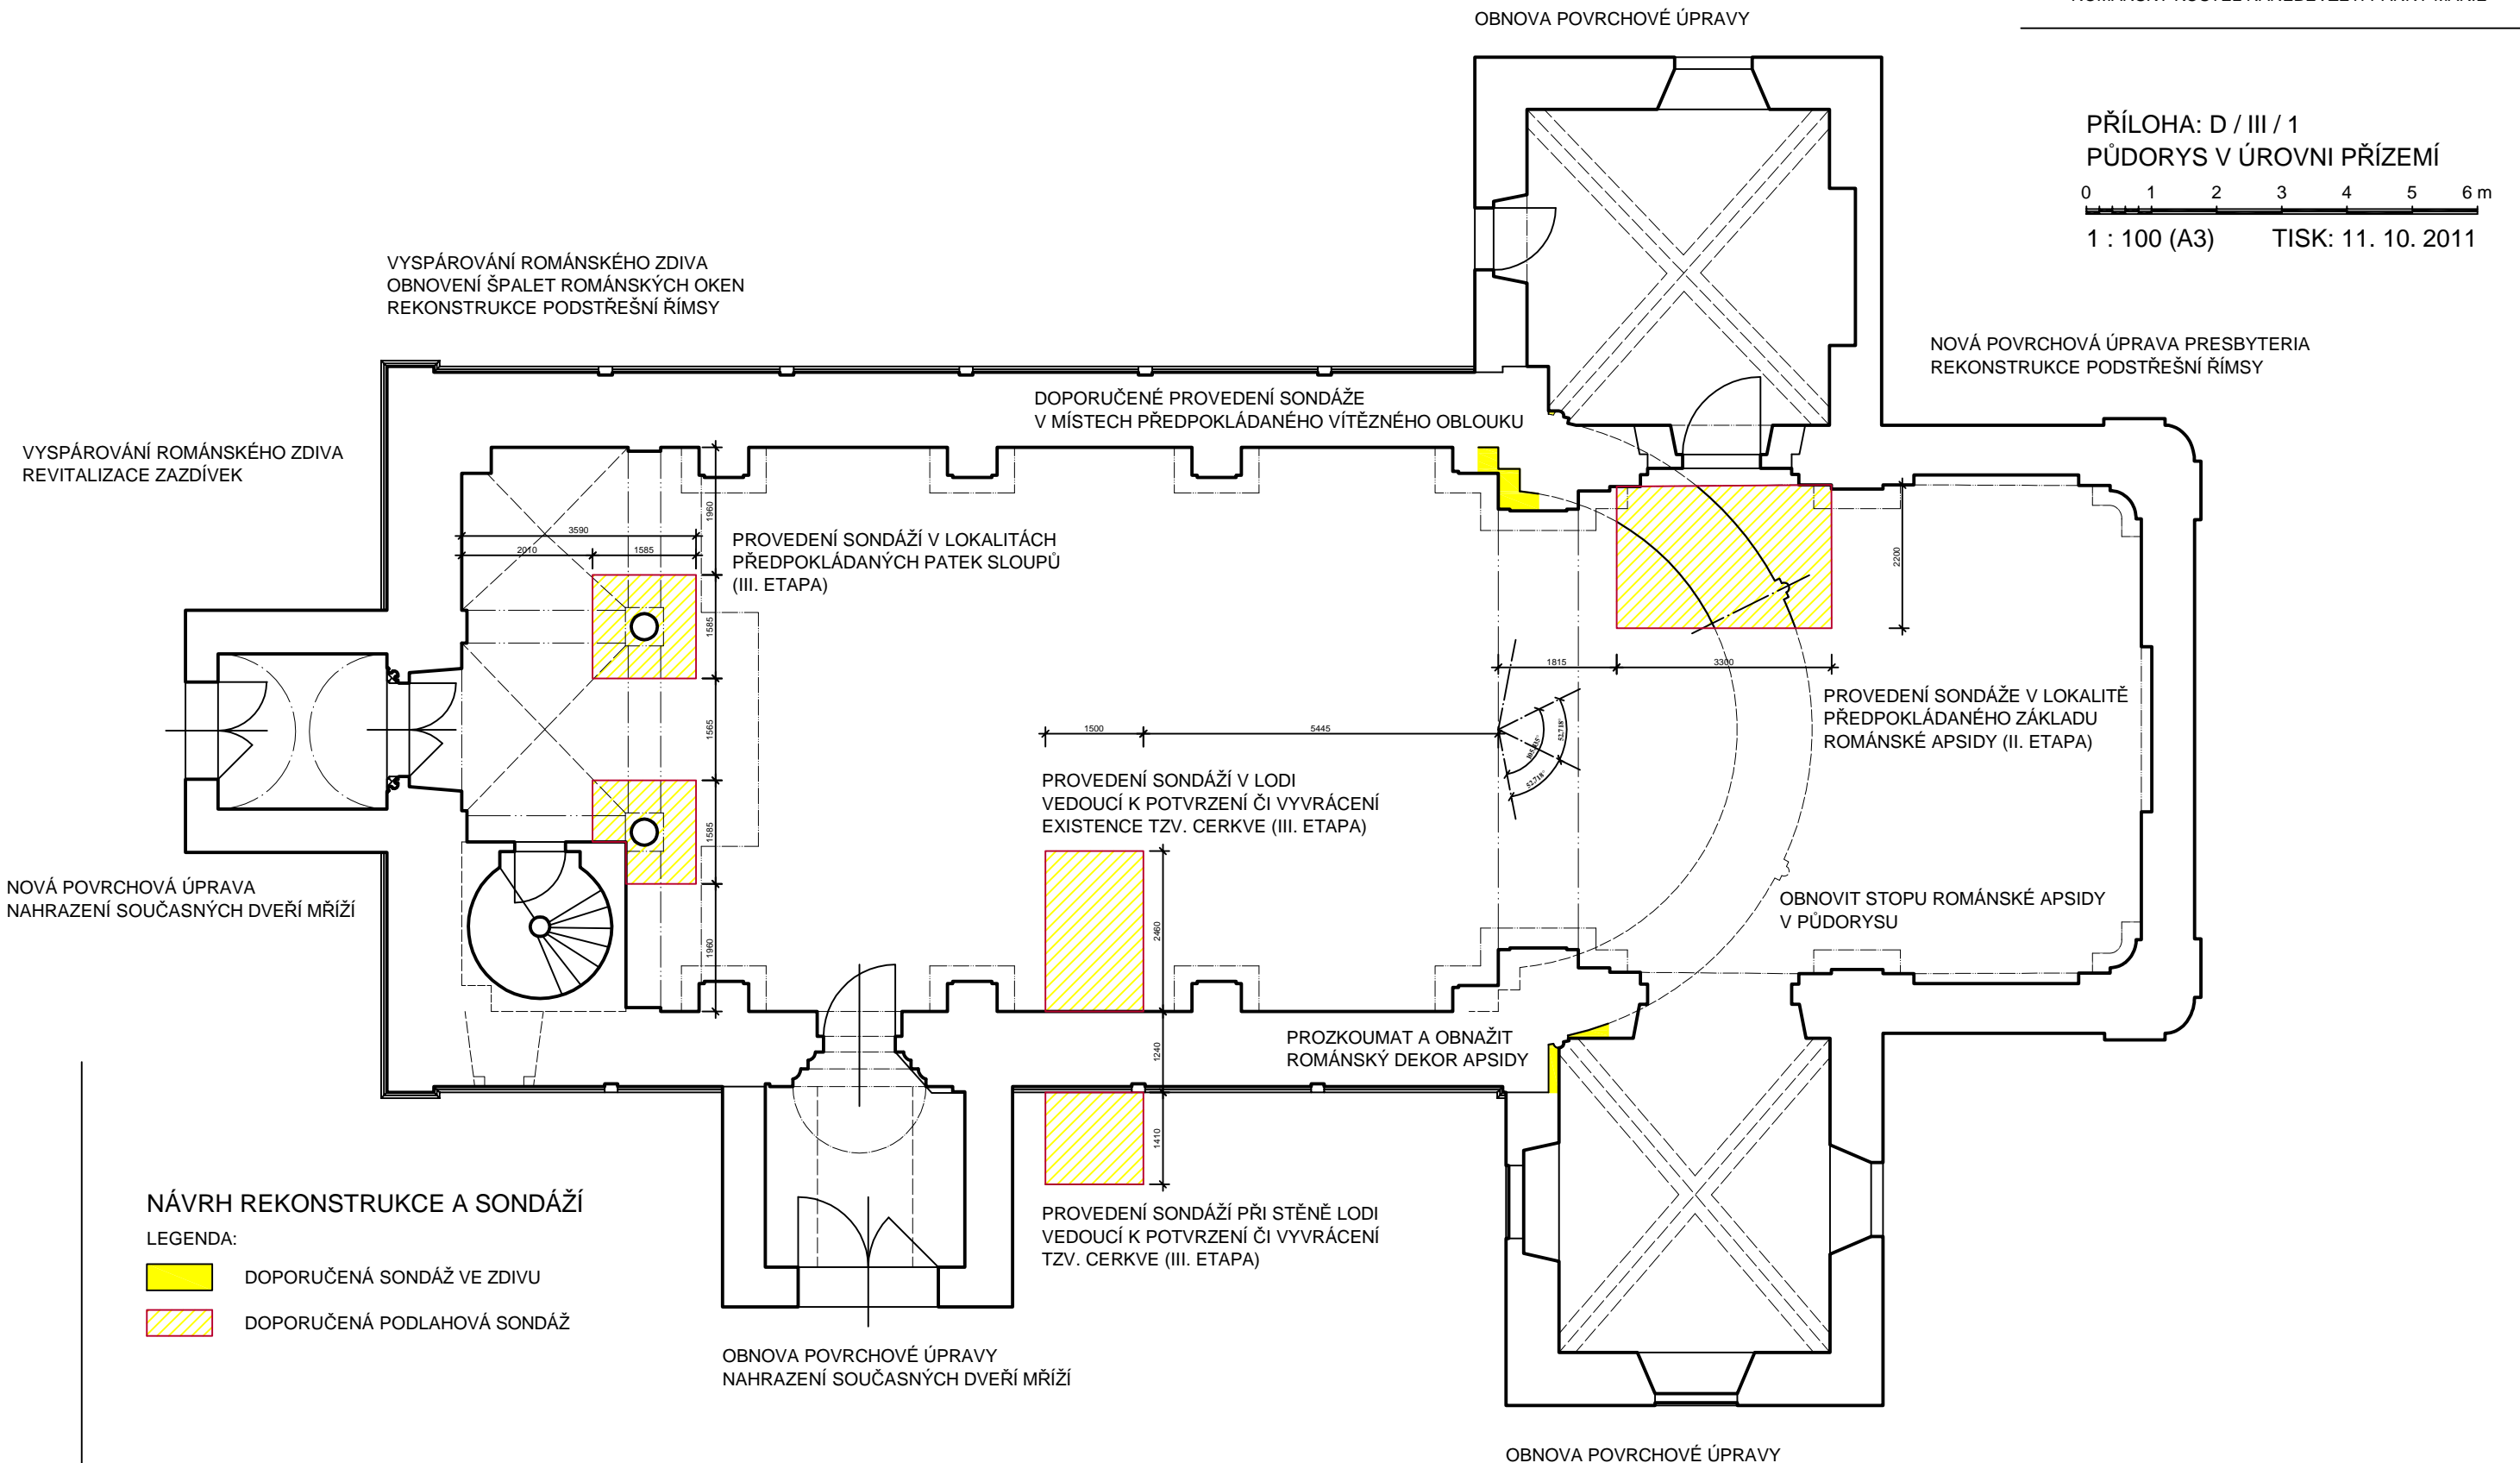 OBNOVA POVRCHOVÉ ÚPRAVY
PŘÍLOHA: D / III / 1
PŮDORYS V ÚROVNI PŘÍZEMÍ
0 1 2 3 4 5 6 m
1 : 100 (A3) TISK: 11. 10. 2011
VYSPÁROVÁNÍ ROMÁNSKÉHO ZDIVA
OBNOVENÍ ŠPALET ROMÁNSKÝCH OKEN
REKONSTRUKCE PODSTŘEŠNÍ ŘÍMSY
NOVÁ POVRCHOVÁ ÚPRAVA PRESBYTERIA
REKONSTRUKCE PODSTŘEŠNÍ ŘÍMSY
DOPORUČENÉ PROVEDENÍ SONDÁŽE
V MÍSTECH PŘEDPOKLÁDANÉHO VÍTĚZNÉHO OBLOUKU
VYSPÁROVÁNÍ ROMÁNSKÉHO ZDIVA
REVITALIZACE ZAZDÍVEK
1960
3590
2010
1585
PROVEDENÍ SONDÁŽÍ V LOKALITÁCH
PŘEDPOKLÁDANÝCH PATEK SLOUPŮ
(III. ETAPA)
2200
1585
1815
3300
PROVEDENÍ SONDÁŽE V LOKALITĚ
PŘEDPOKLÁDANÉHO ZÁKLADU
ROMÁNSKÉ APSIDY (II. ETAPA)
1565
1500
5445
52,718°
52,718°
PROVEDENÍ SONDÁŽÍ V LODI
VEDOUCÍ K POTVRZENÍ ČI VYVRÁCENÍ
EXISTENCE TZV. CERKVE (III. ETAPA)
1585
NOVÁ POVRCHOVÁ ÚPRAVA
NAHRAZENÍ SOUČASNÝCH DVEŘÍ MŘÍŽÍ
OBNOVIT STOPU ROMÁNSKÉ APSIDY
V PŮDORYSU
2460
1960
PROZKOUMAT A OBNAŽIT
ROMÁNSKÝ DEKOR APSIDY
1240
1410
NÁVRH REKONSTRUKCE A SONDÁŽÍ
LEGENDA:
DOPORUČENÁ SONDÁŽ VE ZDIVU
DOPORUČENÁ PODLAHOVÁ SONDÁŽ
PROVEDENÍ SONDÁŽÍ PŘI STĚNĚ LODI
VEDOUCÍ K POTVRZENÍ ČI VYVRÁCENÍ
TZV. CERKVE (III. ETAPA)
OBNOVA POVRCHOVÉ ÚPRAVY
NAHRAZENÍ SOUČASNÝCH DVEŘÍ MŘÍŽÍ
OBNOVA POVRCHOVÉ ÚPRAVY